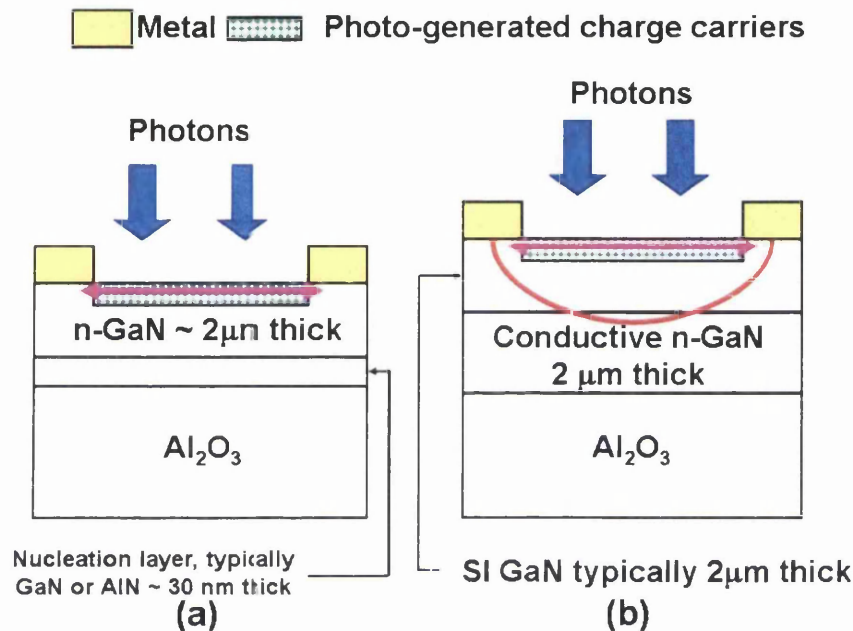 Metal Photo-generated charge carriers
Photons
Photons
n-GaN ~ 2μm thick
Conductive n-GaN
2 μm thick
Al₂O₃
Al₂O₃
Nucleation layer, typically
GaN or AlN ~ 30 nm thick
SI GaN typically 2μm thick
(a)
(b)